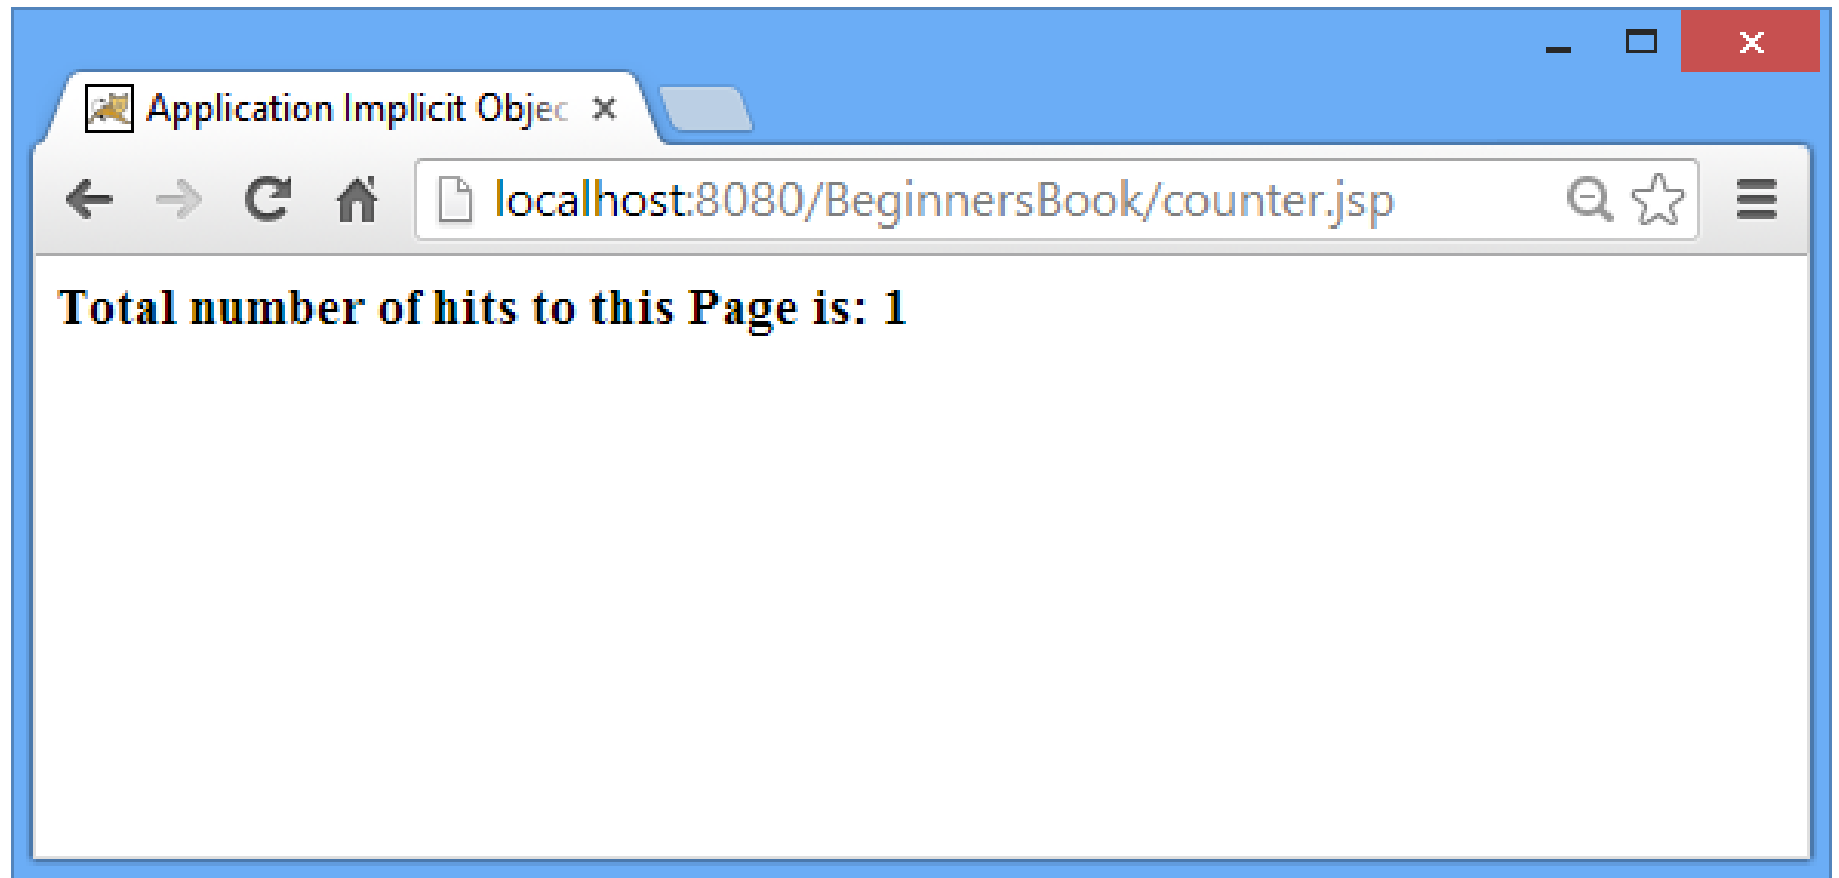 Application Implicit Objec
localhost:8080/BeginnersBook/counter.jsp
Total number of hits to this Page is: 1